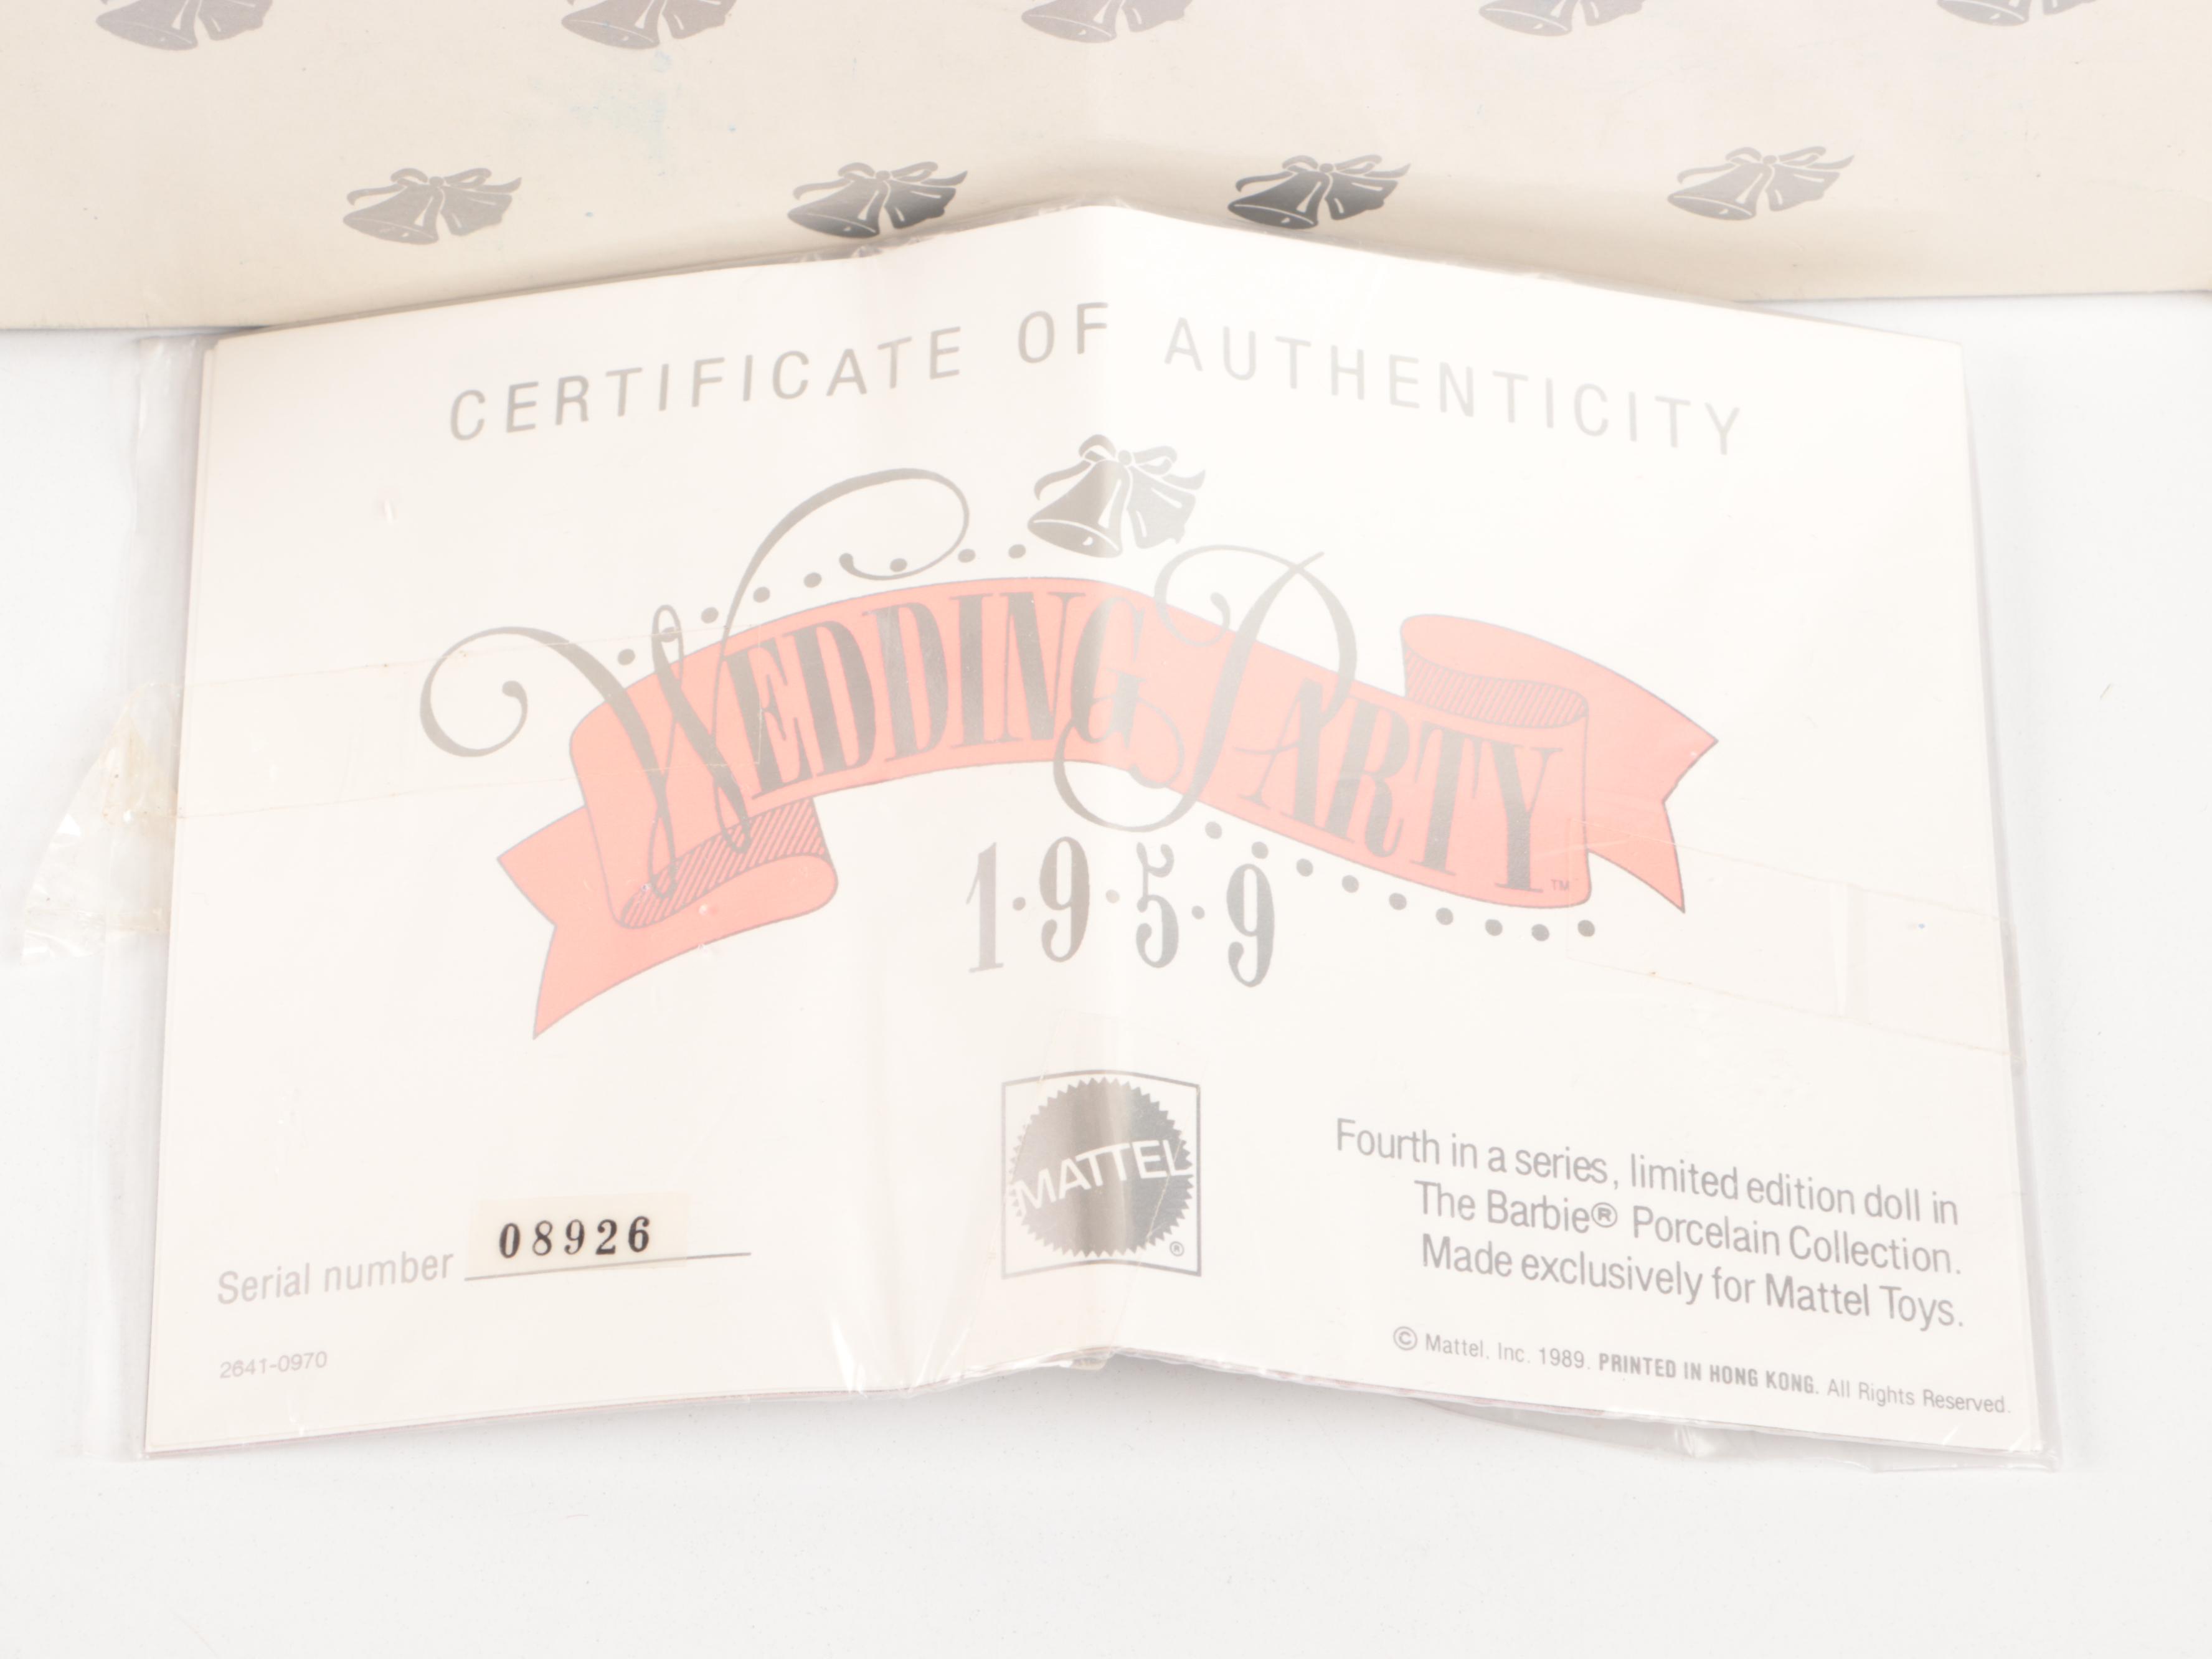 CERTIFICATE OF AUTHENTICITY
WEDDING PARTY™
1·9·5·9
MATTEL®
Serial number 08926
2641-0970
Fourth in a series, limited edition doll in
The Barbie® Porcelain Collection.
Made exclusively for Mattel Toys.
© Mattel, Inc. 1989. PRINTED IN HONG KONG. All Rights Reserved.